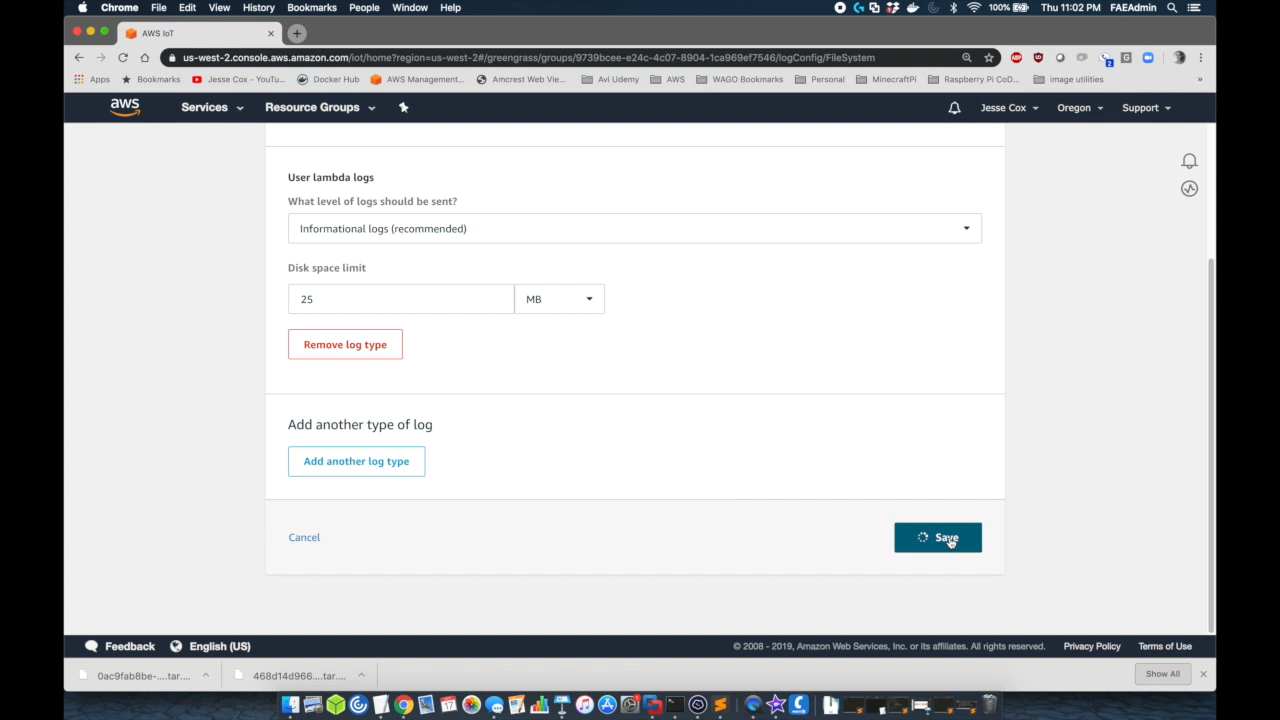 Chrome File Edit View History Bookmarks People Window Help 100% Thu 11:02 PM FAEAdmin
AWS IoT
us-west-2.console.aws.amazon.com/iot/home?region=us-west-2#/greengrass/groups/9739bcee-e24c-4c07-8904-1ca969ef7546/logConfig/FileSystem
Apps Bookmarks Jesse Cox - YouTu... Docker Hub AWS Management... Amcrest Web Vie... Avi Udemy AWS WAGO Bookmarks Personal MinecraftPi Raspberry Pi CoD... image utilities »
aws Services Resource Groups Jesse Cox Oregon Support
User lambda logs
What level of logs should be sent?
Informational logs (recommended)
Disk space limit
25 MB
Remove log type
Add another type of log
Add another log type
Cancel Save
Feedback English (US) © 2008 - 2019, Amazon Web Services, Inc. or its affiliates. All rights reserved. Privacy Policy Terms of Use
0ac9fab8be-....tar.... 468d14d966....tar.... Show All